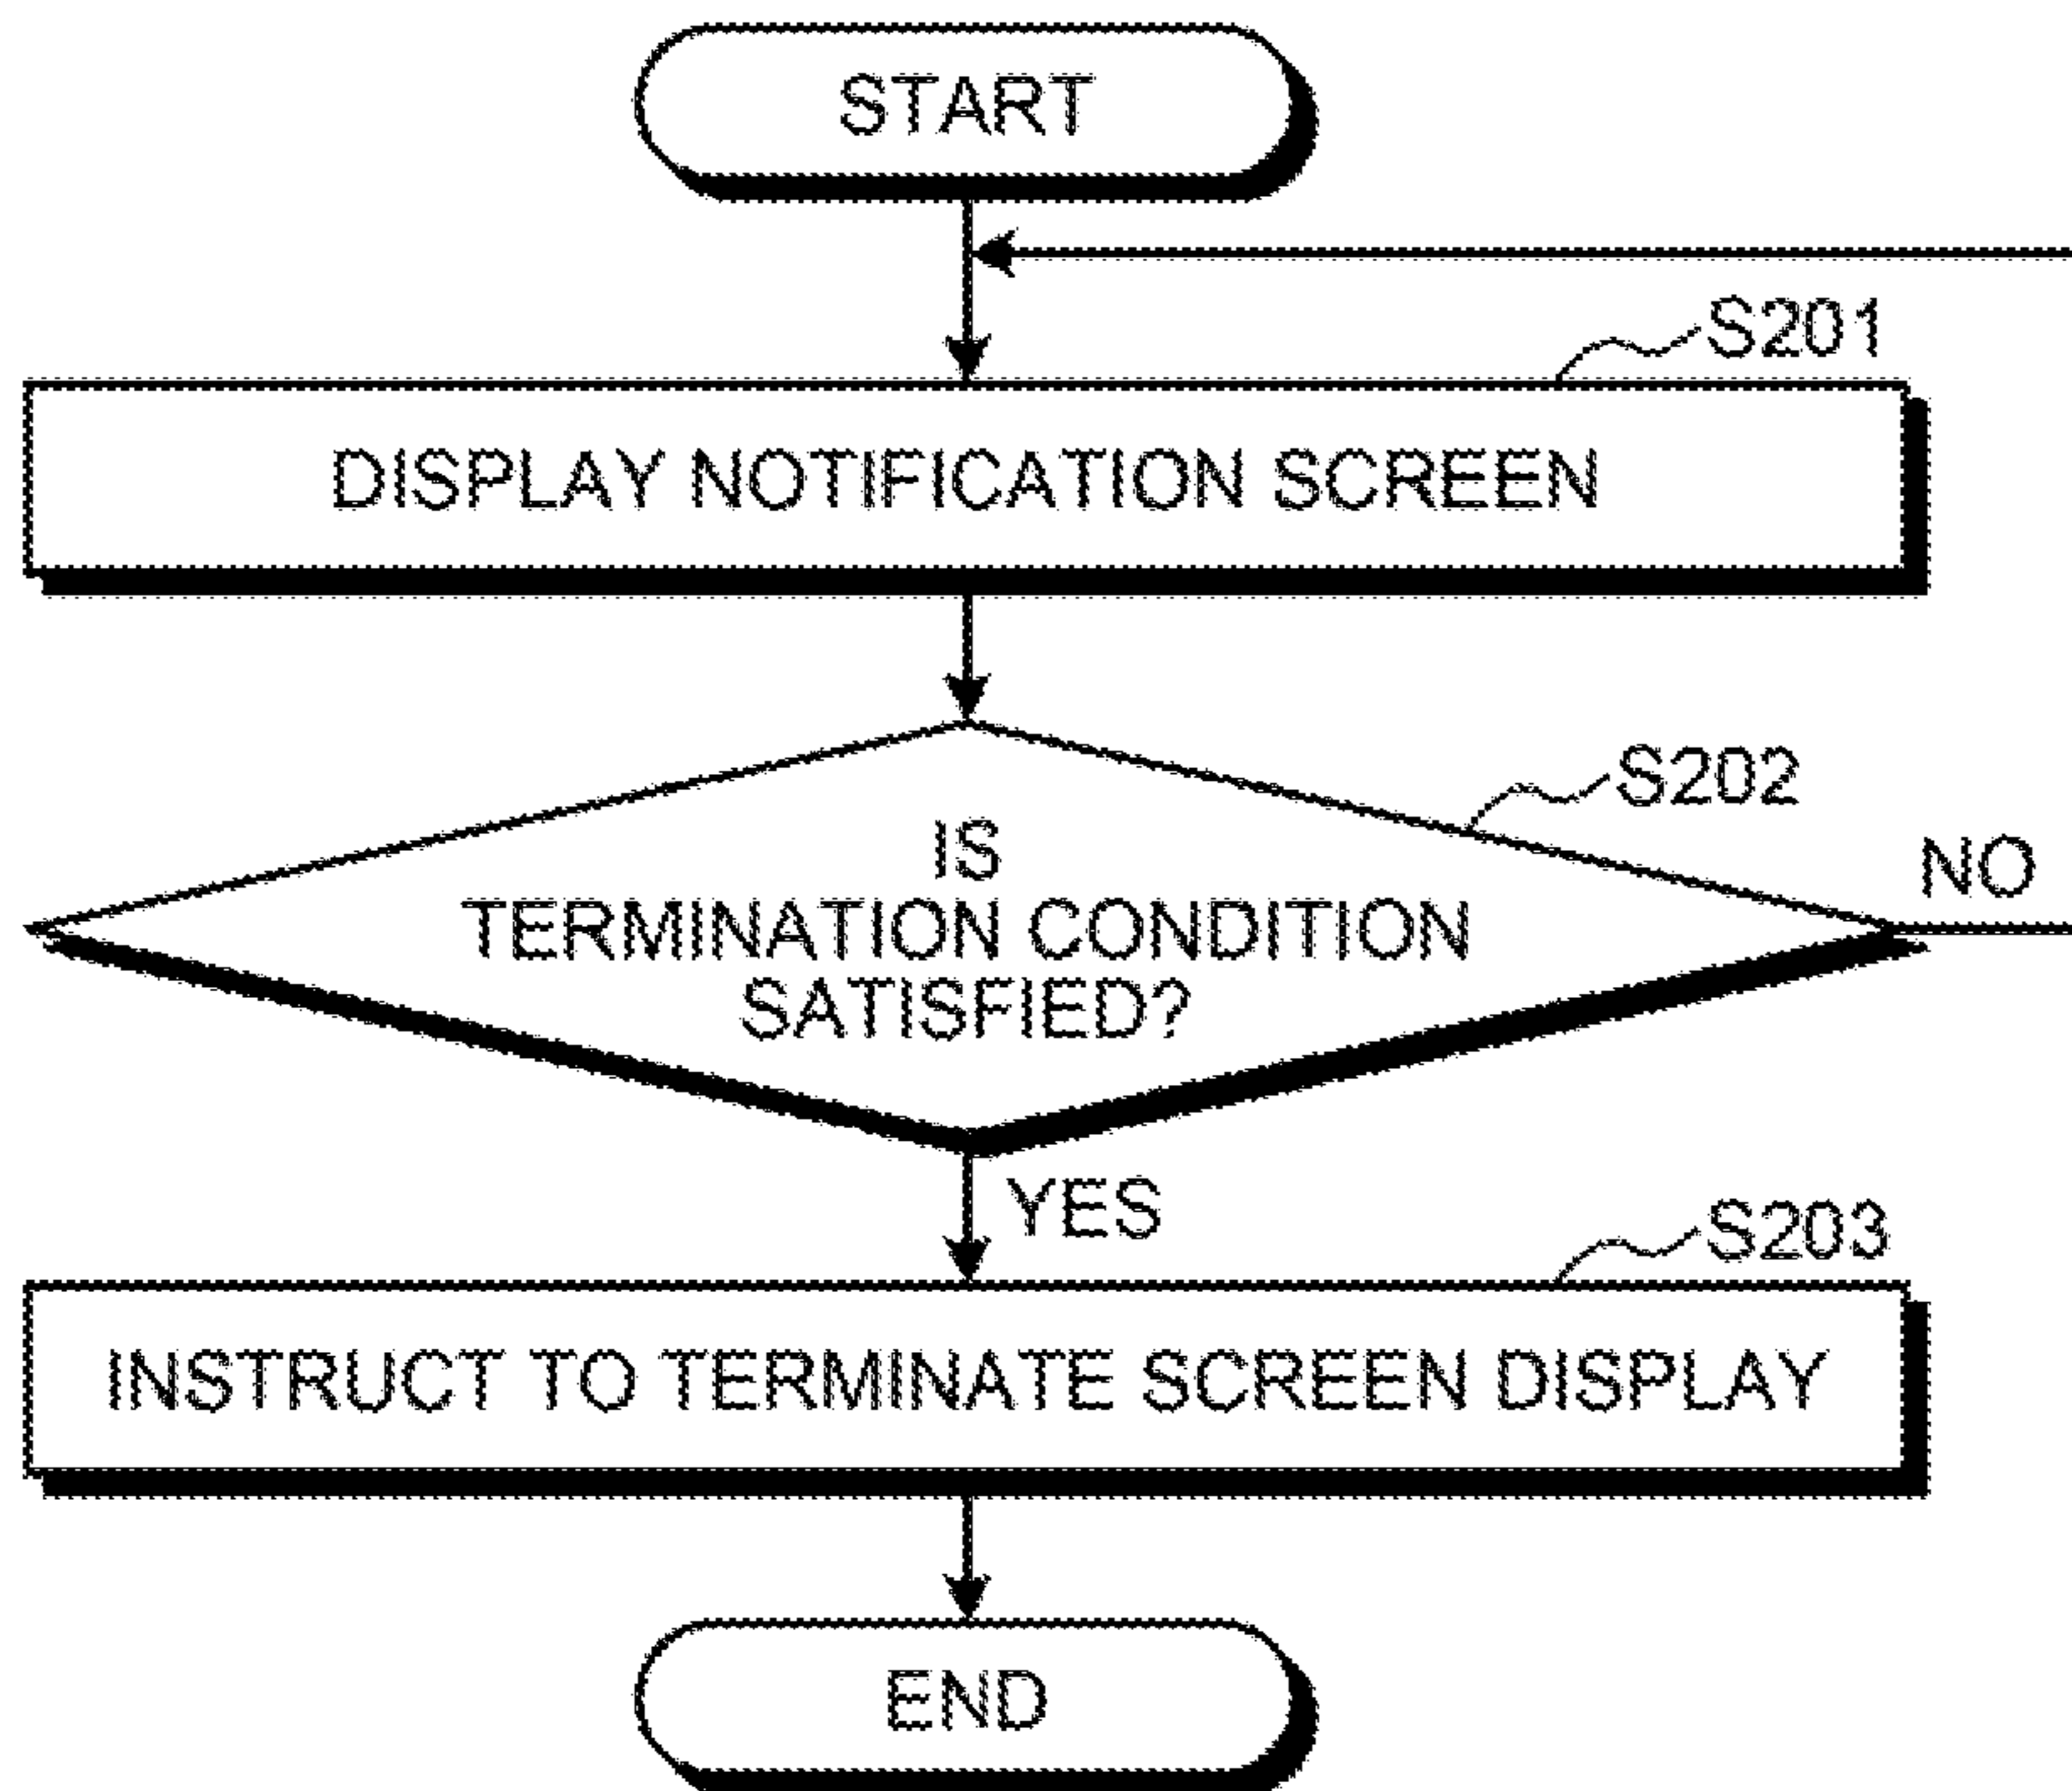 START
S201
DISPLAY NOTIFICATION SCREEN
S202
IS
TERMINATION CONDITION
SATISFIED?
NO
YES
S203
INSTRUCT TO TERMINATE SCREEN DISPLAY
END